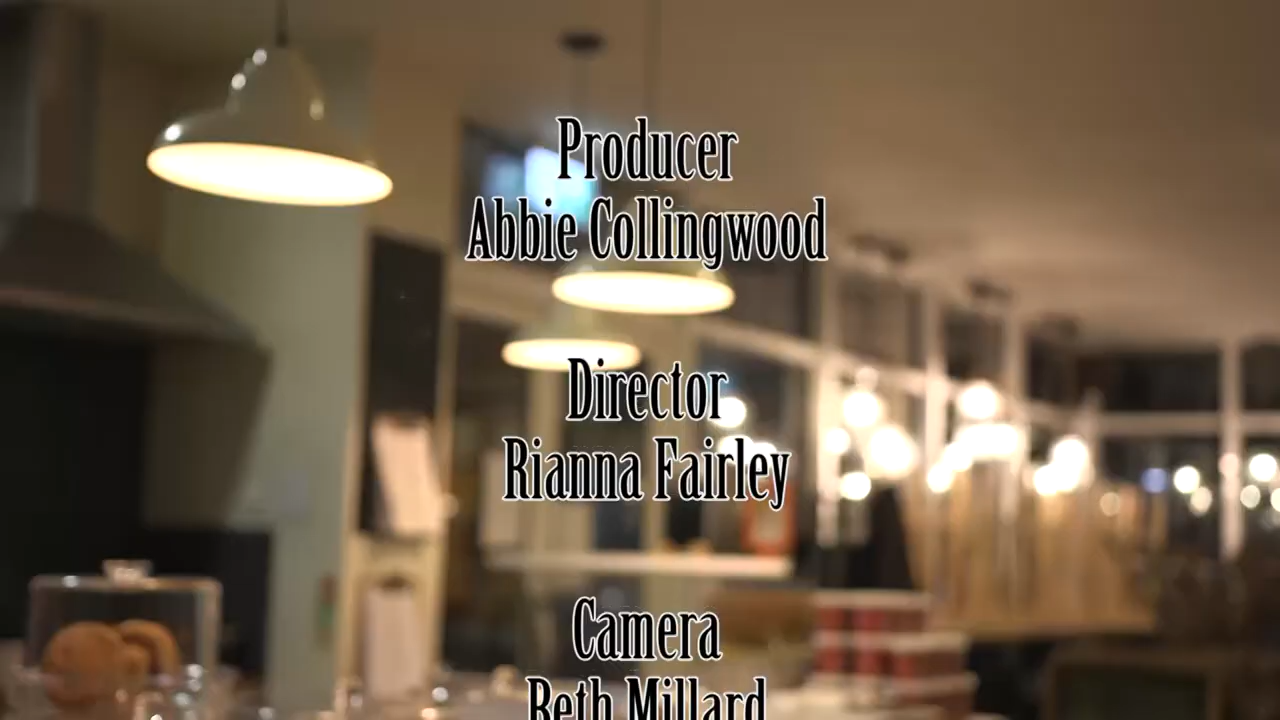 Producer
Abbie Collingwood
Director
Rianna Fairley
Camera
Beth Millard